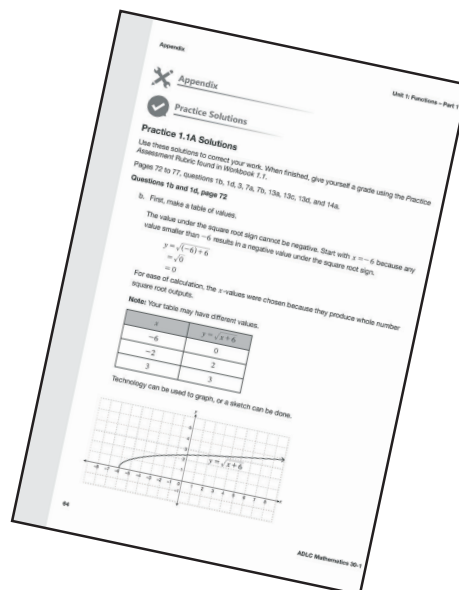 Appendix
Unit 1: Functions – Part 1
Appendix
Practice Solutions
Practice 1.1A Solutions
Use these solutions to correct your work. When finished, give yourself a grade using the Practice
Assessment Rubric found in Workbook 1.1.
Pages 72 to 77, questions 1b, 1d, 3, 7a, 7b, 13a, 13c, 13d, and 14a.
Questions 1b and 1d, page 72
b. First, make a table of values.
The value under the square root sign cannot be negative. Start with x = −6 because any
value smaller than −6 results in a negative value under the square root sign.
y = √(−6)+6
= √0
= 0
For ease of calculation, the x-values were chosen because they produce whole number
square root outputs.
Note: Your table may have different values.
x y = √x+6
−6 0
−2 2
3 3
Technology can be used to graph, or a sketch can be done.
y = √x+6
64
ADLC Mathematics 30-1